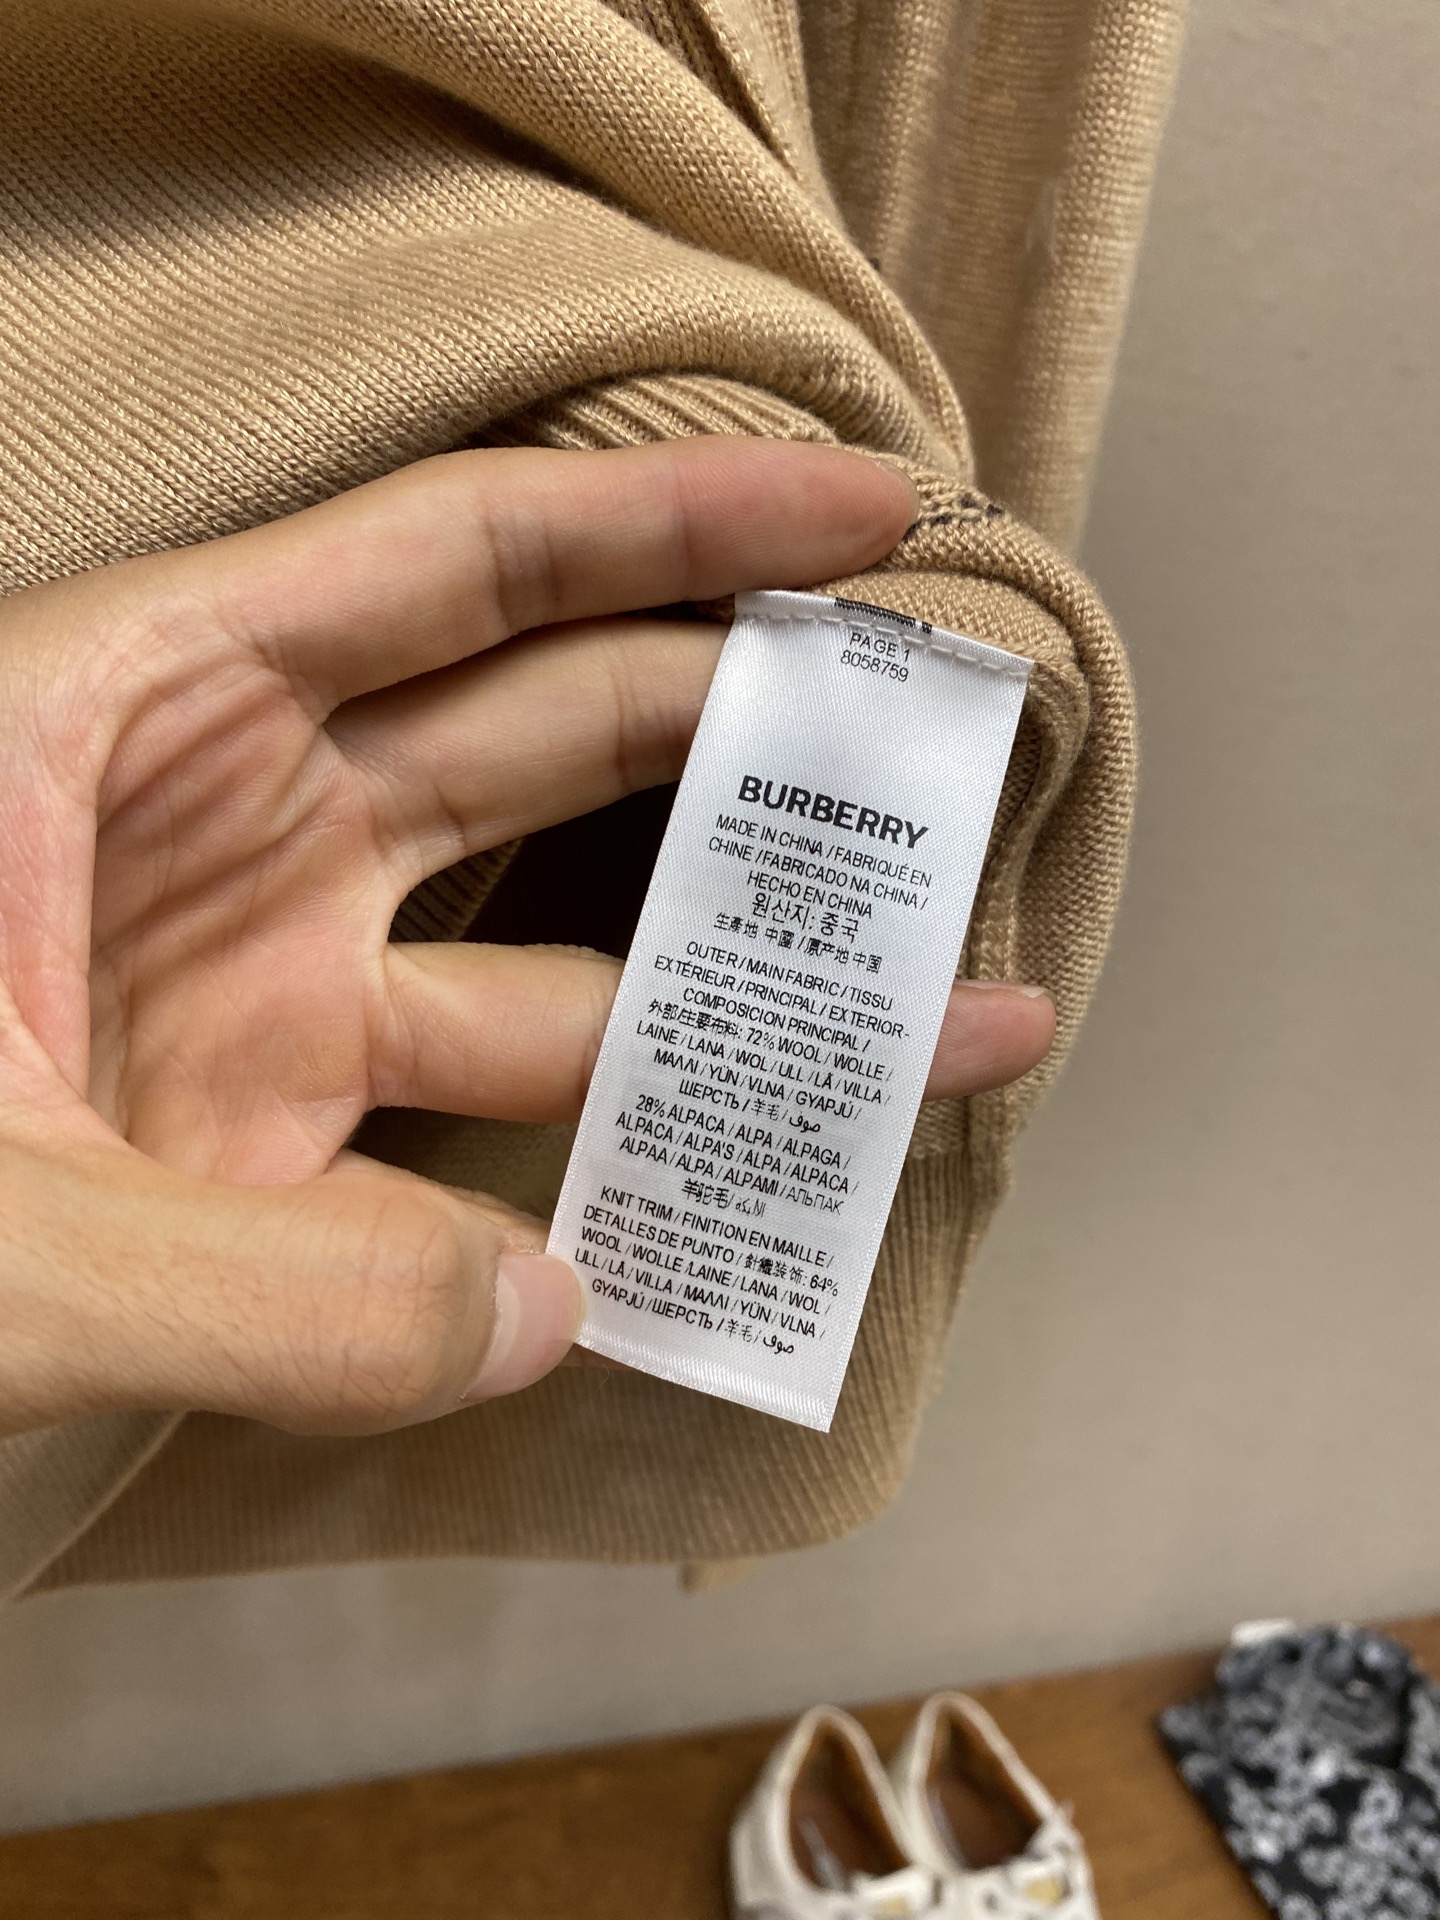 PAGE 1
8058759
BURBERRY
MADE IN CHINA / FABRIQUÉ EN
CHINE / FABRICADO NA CHINA /
HECHO EN CHINA
원산지: 중국
生產地 中國 / 原产地 中国
OUTER / MAIN FABRIC / TISSU
EXTÉRIEUR / PRINCIPAL / EXTERIOR-
COMPOSICION PRINCIPAL /
外部/主要布料: 72% WOOL / WOLLE /
LAINE / LANA / WOL / ULL / LÃ / VILLA /
ΜΑΛΛΙ / YÜN / VLNA / GYAPJÚ /
ШЕРСТЬ / 羊毛 / صوف
28% ALPACA / ALPA / ALPAGA /
ALPACA / ALPA'S / ALPA / ALPACA /
ALPAA / ALPA / ALPAMI / АЛЬПАК
羊驼毛 /
KNIT TRIM / FINITION EN MAILLE /
DETALLES DE PUNTO / 針織装饰: 64%
WOOL / WOLLE / LAINE / LANA / WOL /
ULL / LÃ / VILLA / ΜΑΛΛΙ / YÜN / VLNA /
GYAPJÚ / ШЕРСТЬ / 羊毛 / صوف